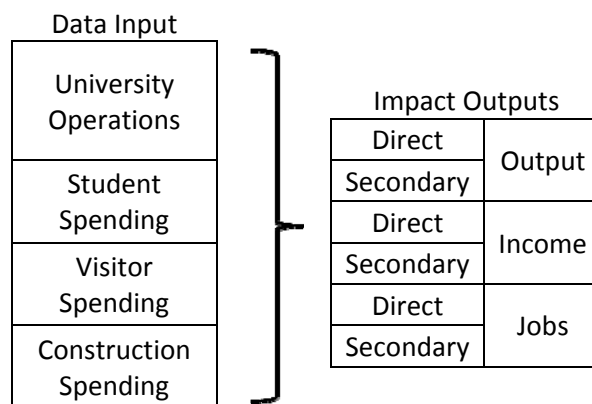 Data Input
University
Operations
Student
Spending
Visitor
Spending
Construction
Spending
Impact Outputs
Direct
Secondary
Output
Direct
Secondary
Income
Direct
Secondary
Jobs